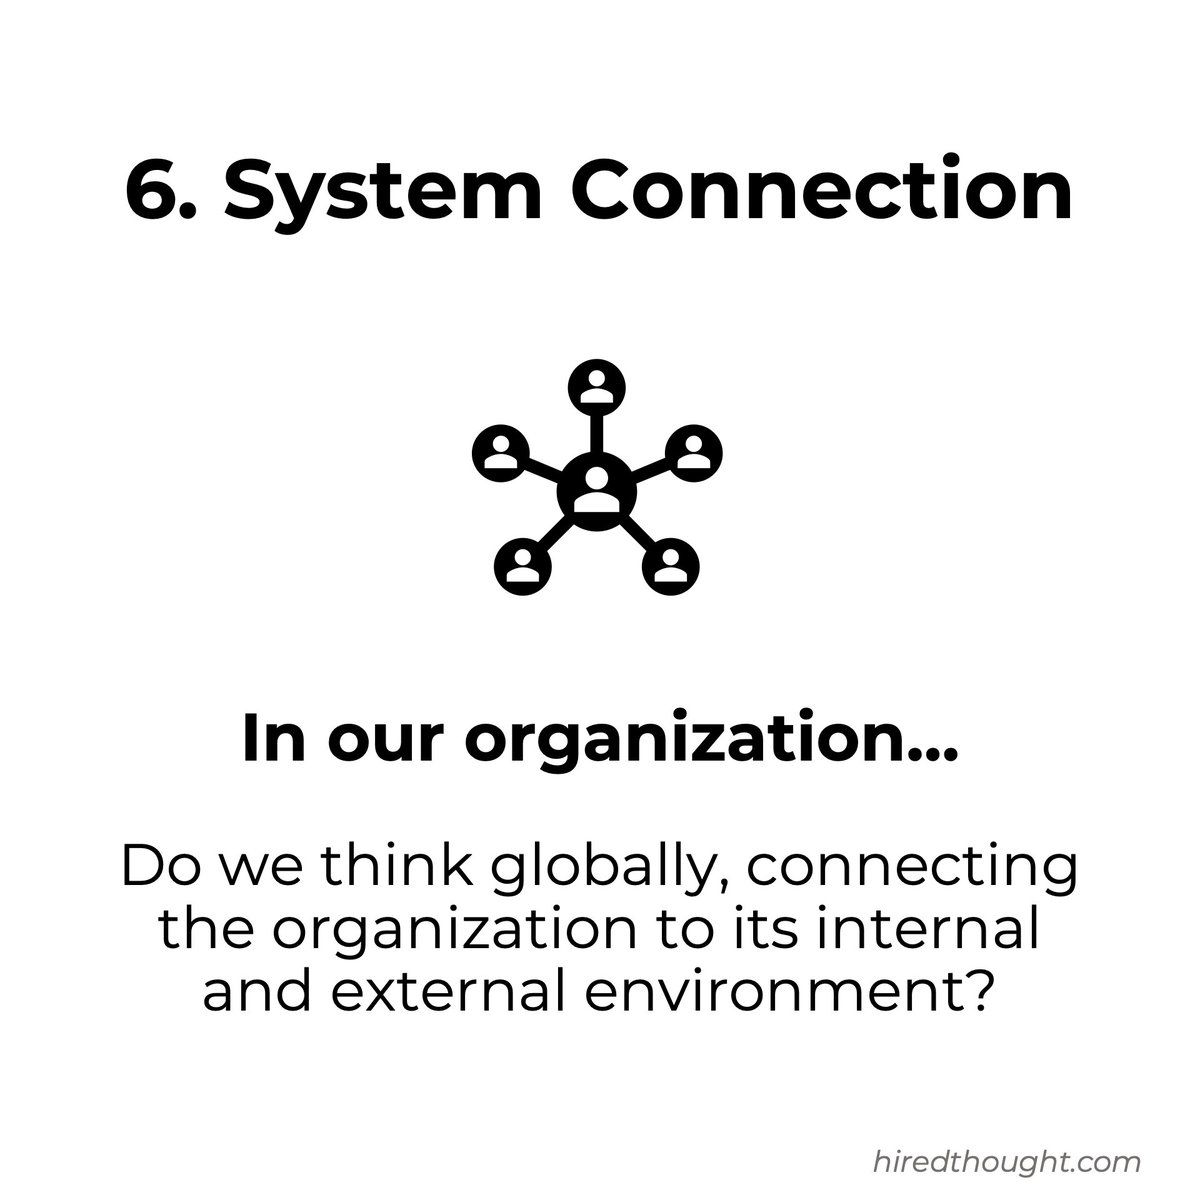 6. System Connection
In our organization...
Do we think globally, connecting
the organization to its internal
and external environment?
hiredthought.com